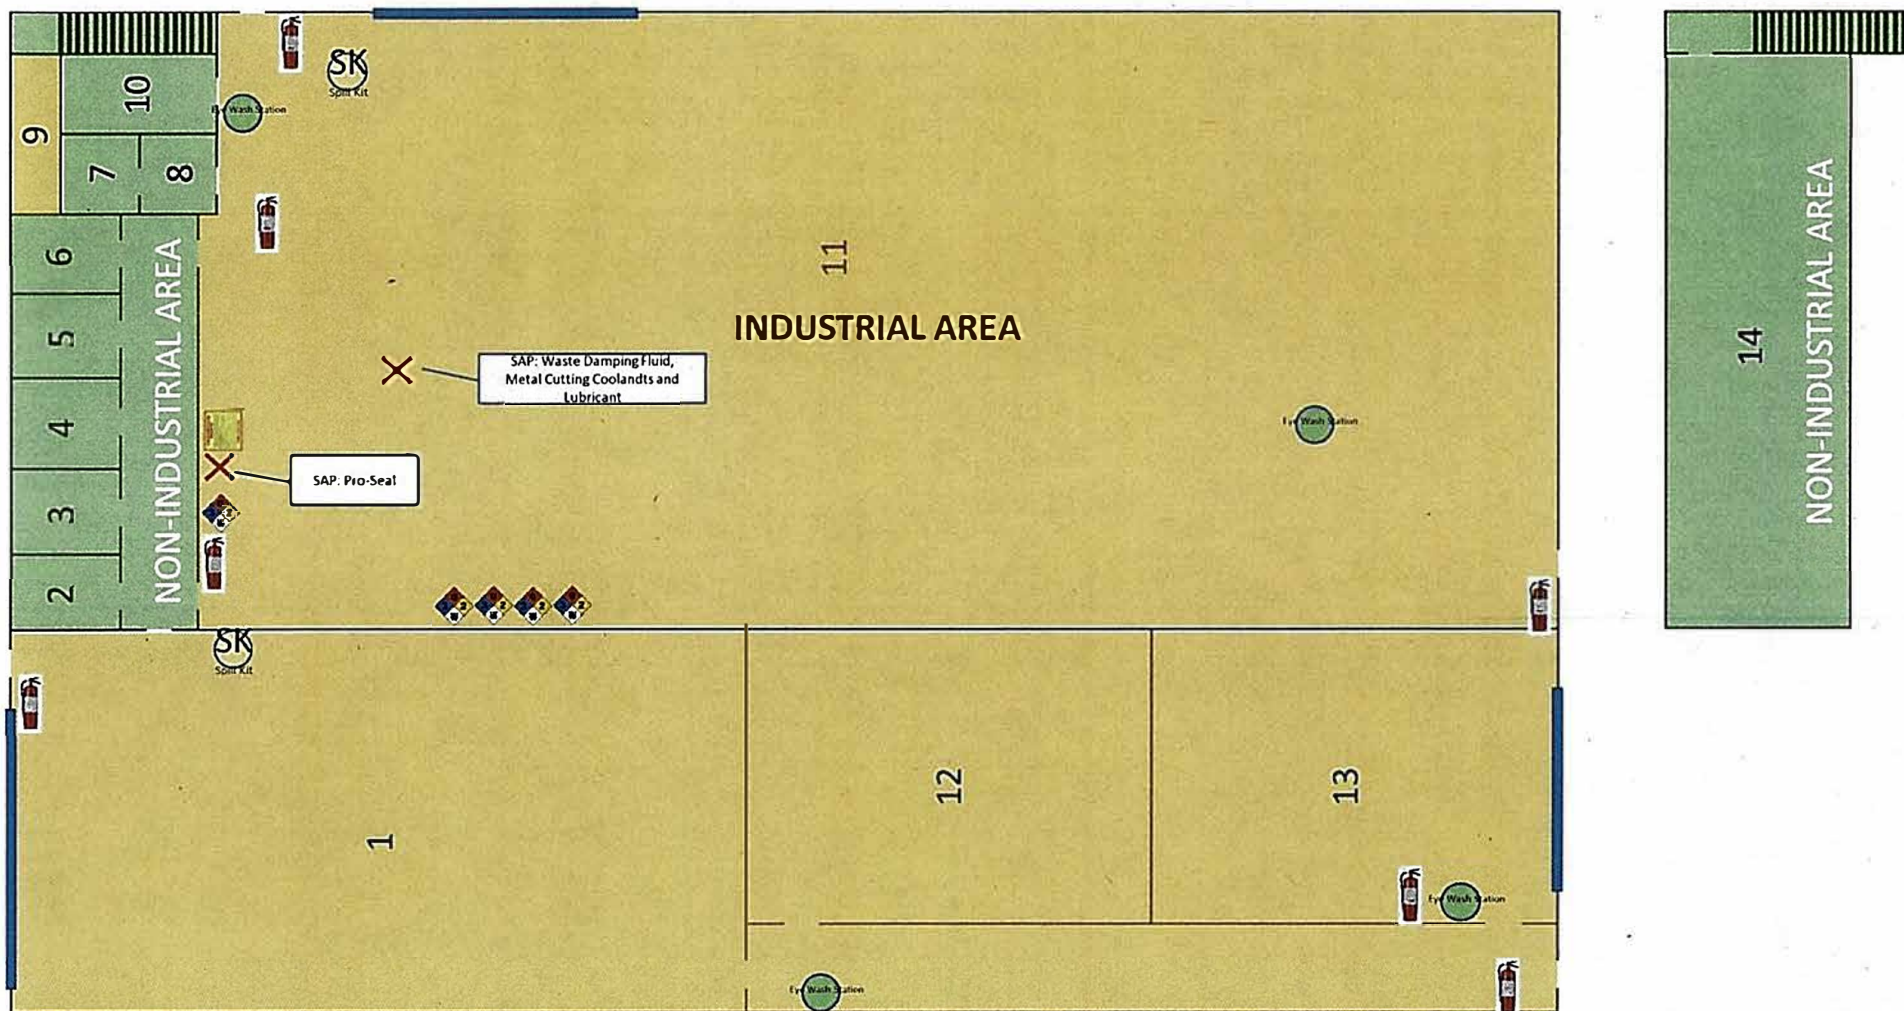 SK
Spill Kit
10
Eye Wash Station
9
7
8
6
NON-INDUSTRIAL AREA
5
4
3
2
11
INDUSTRIAL AREA
SAP: Waste Damping Fluid,
Metal Cutting Coolandts and
Lubricant
SAP: Pro-Seal
Eye Wash Station
14
NON-INDUSTRIAL AREA
SK
Spill Kit
1
12
13
Eye Wash Station
Eye Wash Station